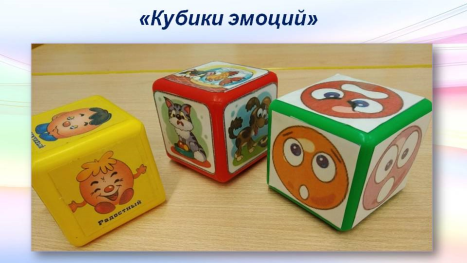 «Кубики эмоций»
Радостный